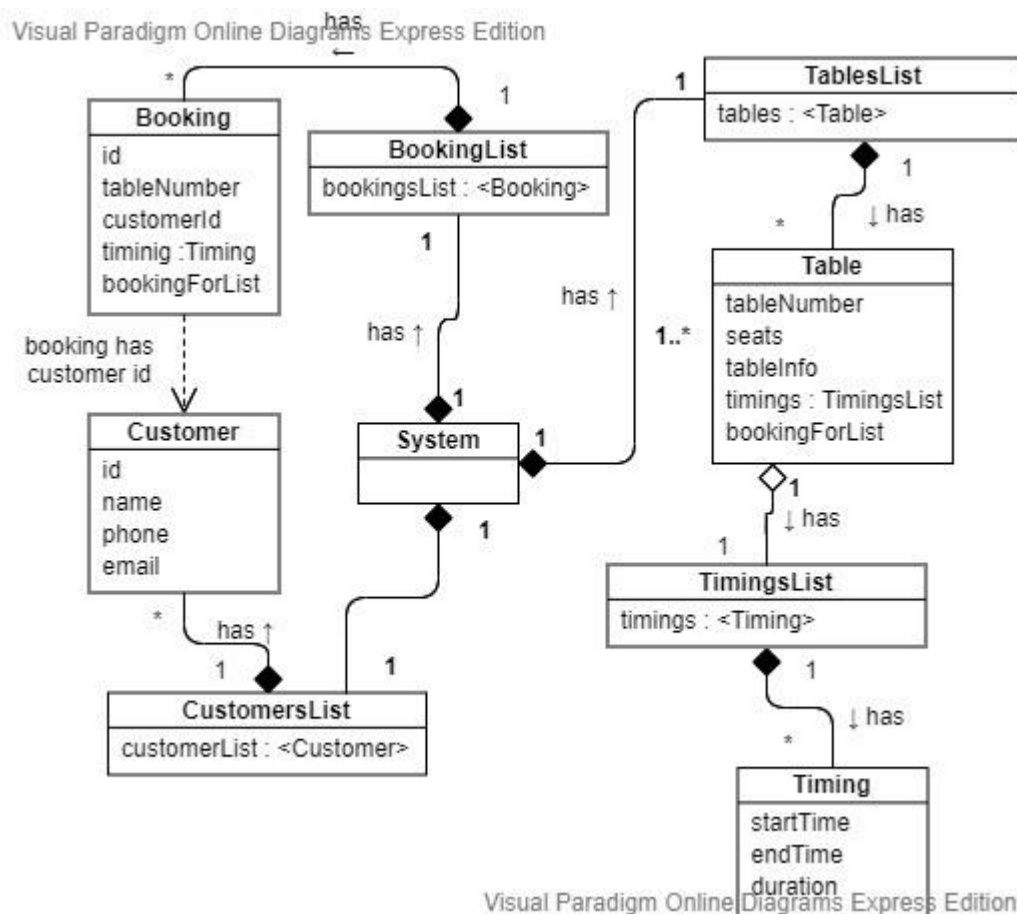 Visual Paradigm Online Diagrams Express Edition
has
←
*
1
Booking
id
tableNumber
customerId
timinig :Timing
bookingForList
BookingList
bookingsList : <Booking>
1
1
TablesList
tables : <Table>
1
↓ has
*
Table
tableNumber
seats
tableInfo
timings : TimingsList
bookingForList
has ↑
1..*
has ↑
1
booking has
customer id
Customer
id
name
phone
email
System
1
1
1
↓ has
1
TimingsList
timings : <Timing>
*
has ↑
1
1
CustomersList
customerList : <Customer>
1
↓ has
*
Timing
startTime
endTime
duration
Visual Paradigm Online Diagrams Express Edition